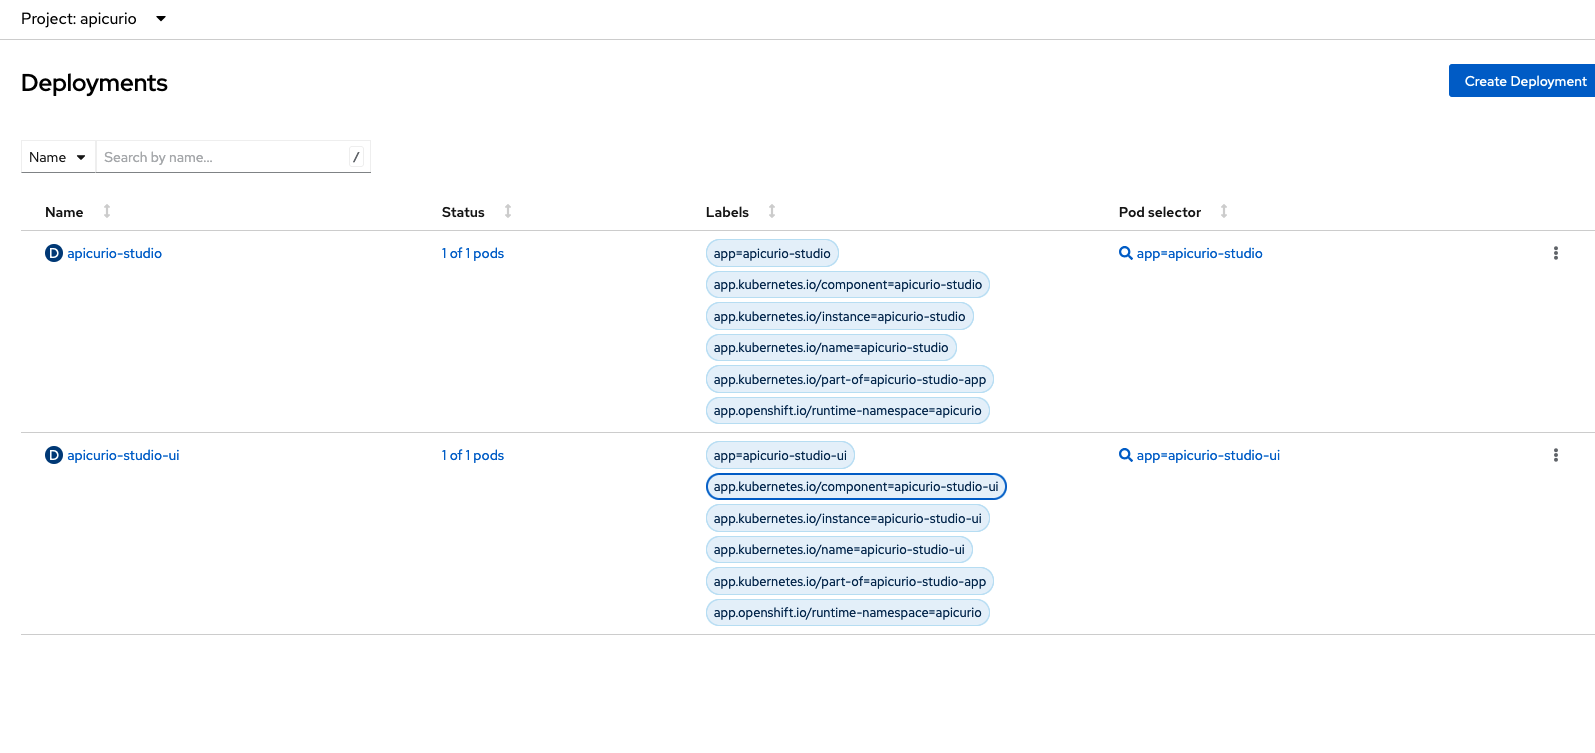 Project: apicurio
Deployments
Create Deployment
Name Search by name... /
Name Status Labels Pod selector
D apicurio-studio 1 of 1 pods app=apicurio-studio app=apicurio-studio
app.kubernetes.io/component=apicurio-studio
app.kubernetes.io/instance=apicurio-studio
app.kubernetes.io/name=apicurio-studio
app.kubernetes.io/part-of=apicurio-studio-app
app.openshift.io/runtime-namespace=apicurio
D apicurio-studio-ui 1 of 1 pods app=apicurio-studio-ui app=apicurio-studio-ui
app.kubernetes.io/component=apicurio-studio-ui
app.kubernetes.io/instance=apicurio-studio-ui
app.kubernetes.io/name=apicurio-studio-ui
app.kubernetes.io/part-of=apicurio-studio-app
app.openshift.io/runtime-namespace=apicurio